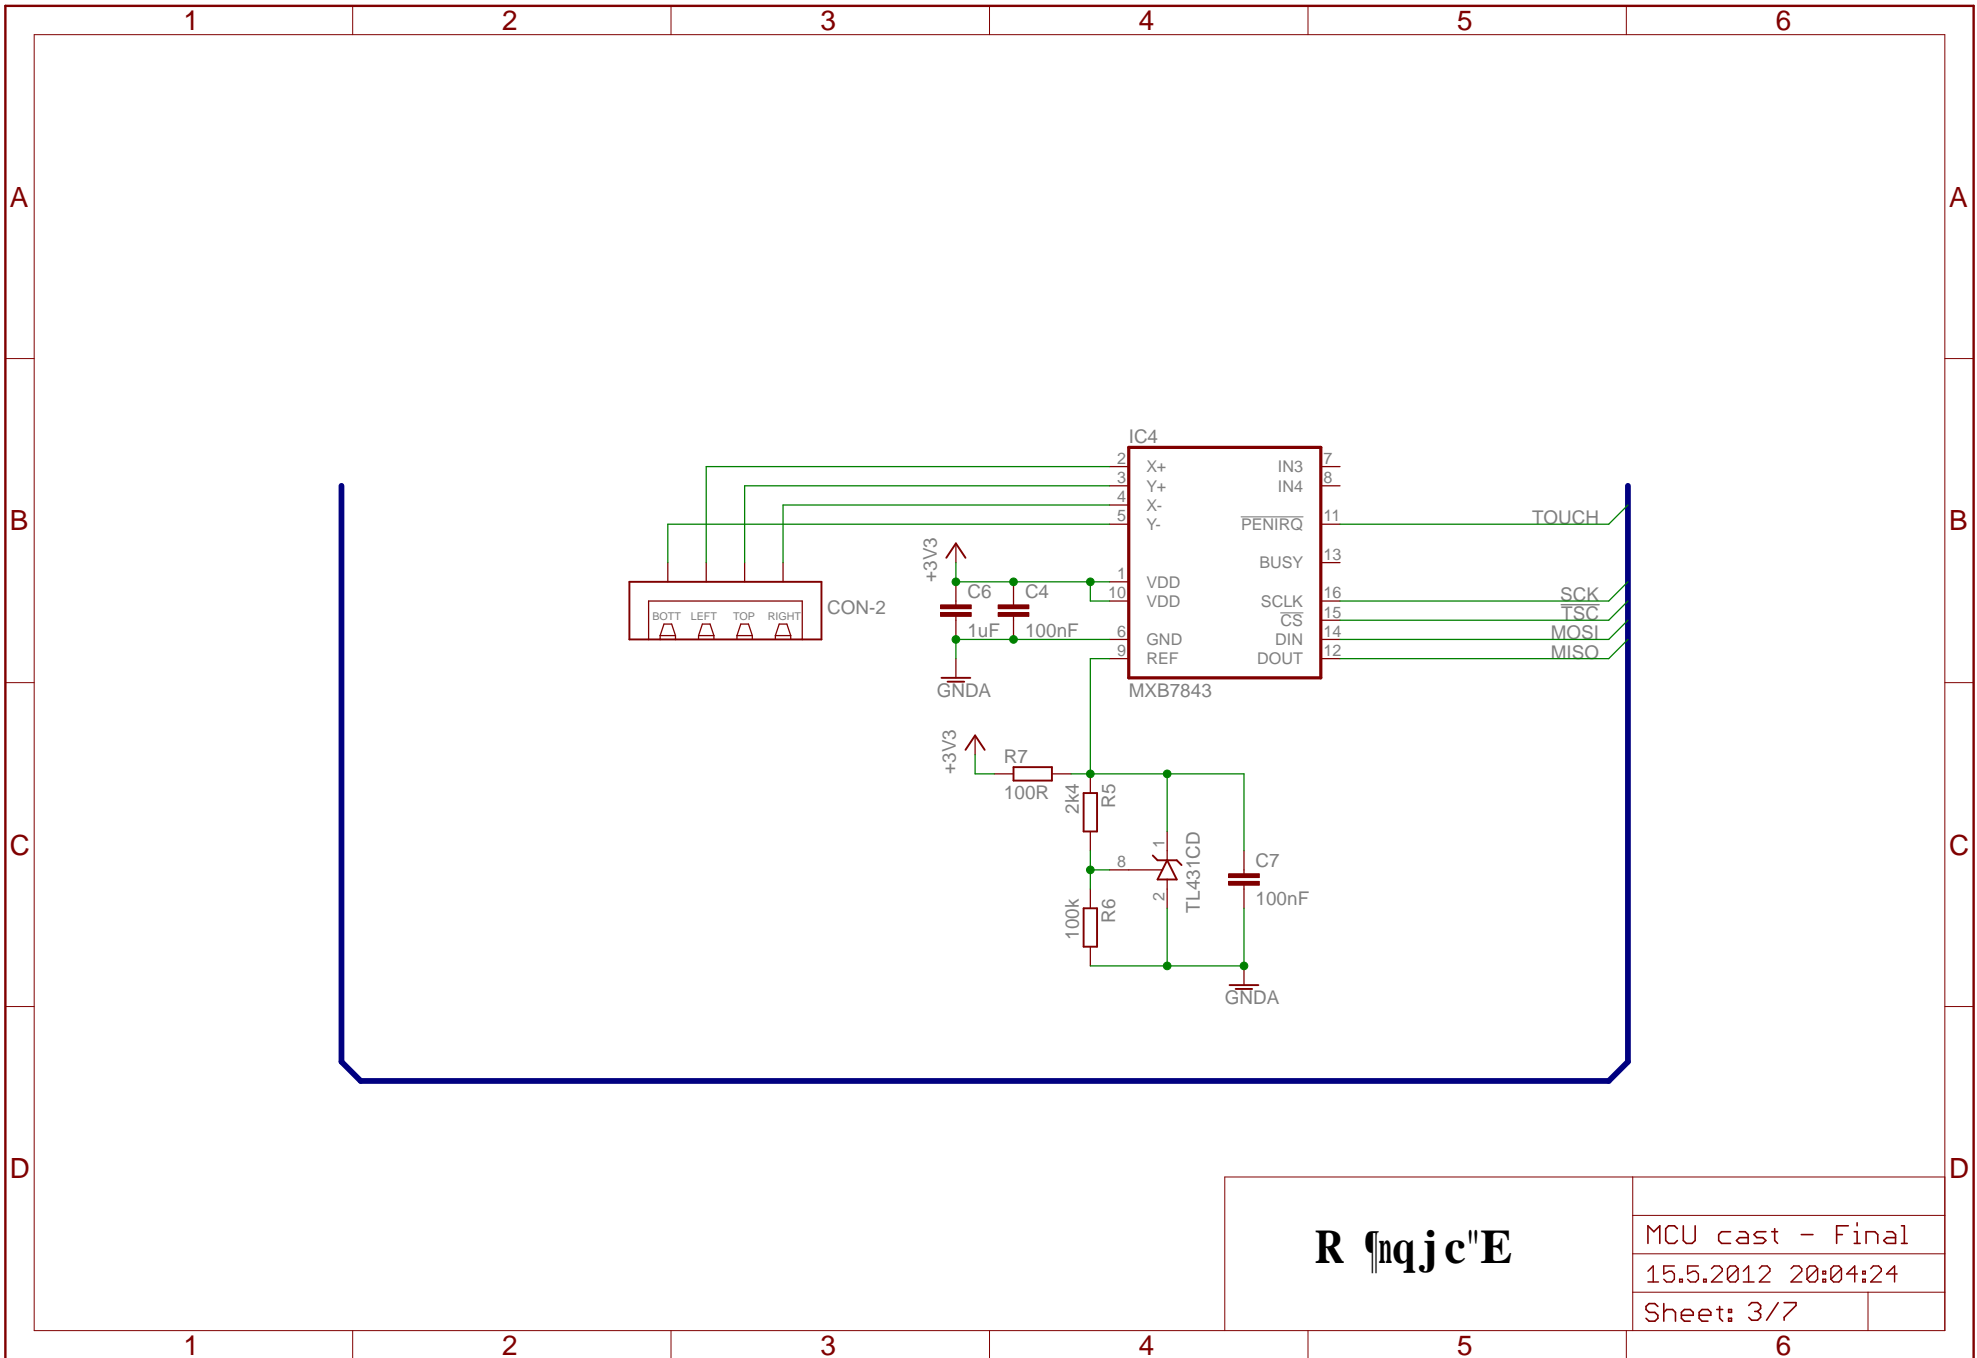 1 2 3 4 5 6
A A
IC4
2 X+ IN3 7
3 Y+ IN4 8
4 X-
B B
5 Y- PENIRQ 11 TOUCH
+3V3
BUSY 13
1 VDD
C6 C4
10 VDD SCLK 16 SCK
CON-2
BOTT LEFT TOP RIGHT
CS 15 TSC
1uF 100nF
6 GND DIN 14 MOSI
9 REF DOUT 12 MISO
GNDA
MXB7843
+3V3
R7
100R
2k4 R5
C C
8 1 2 TL431CD
C7
100nF
100k R6
GNDA
D D
R ¶nqjc"E
MCU cast - Final
15.5.2012 20:04:24
Sheet: 3/7
1 2 3 4 5 6